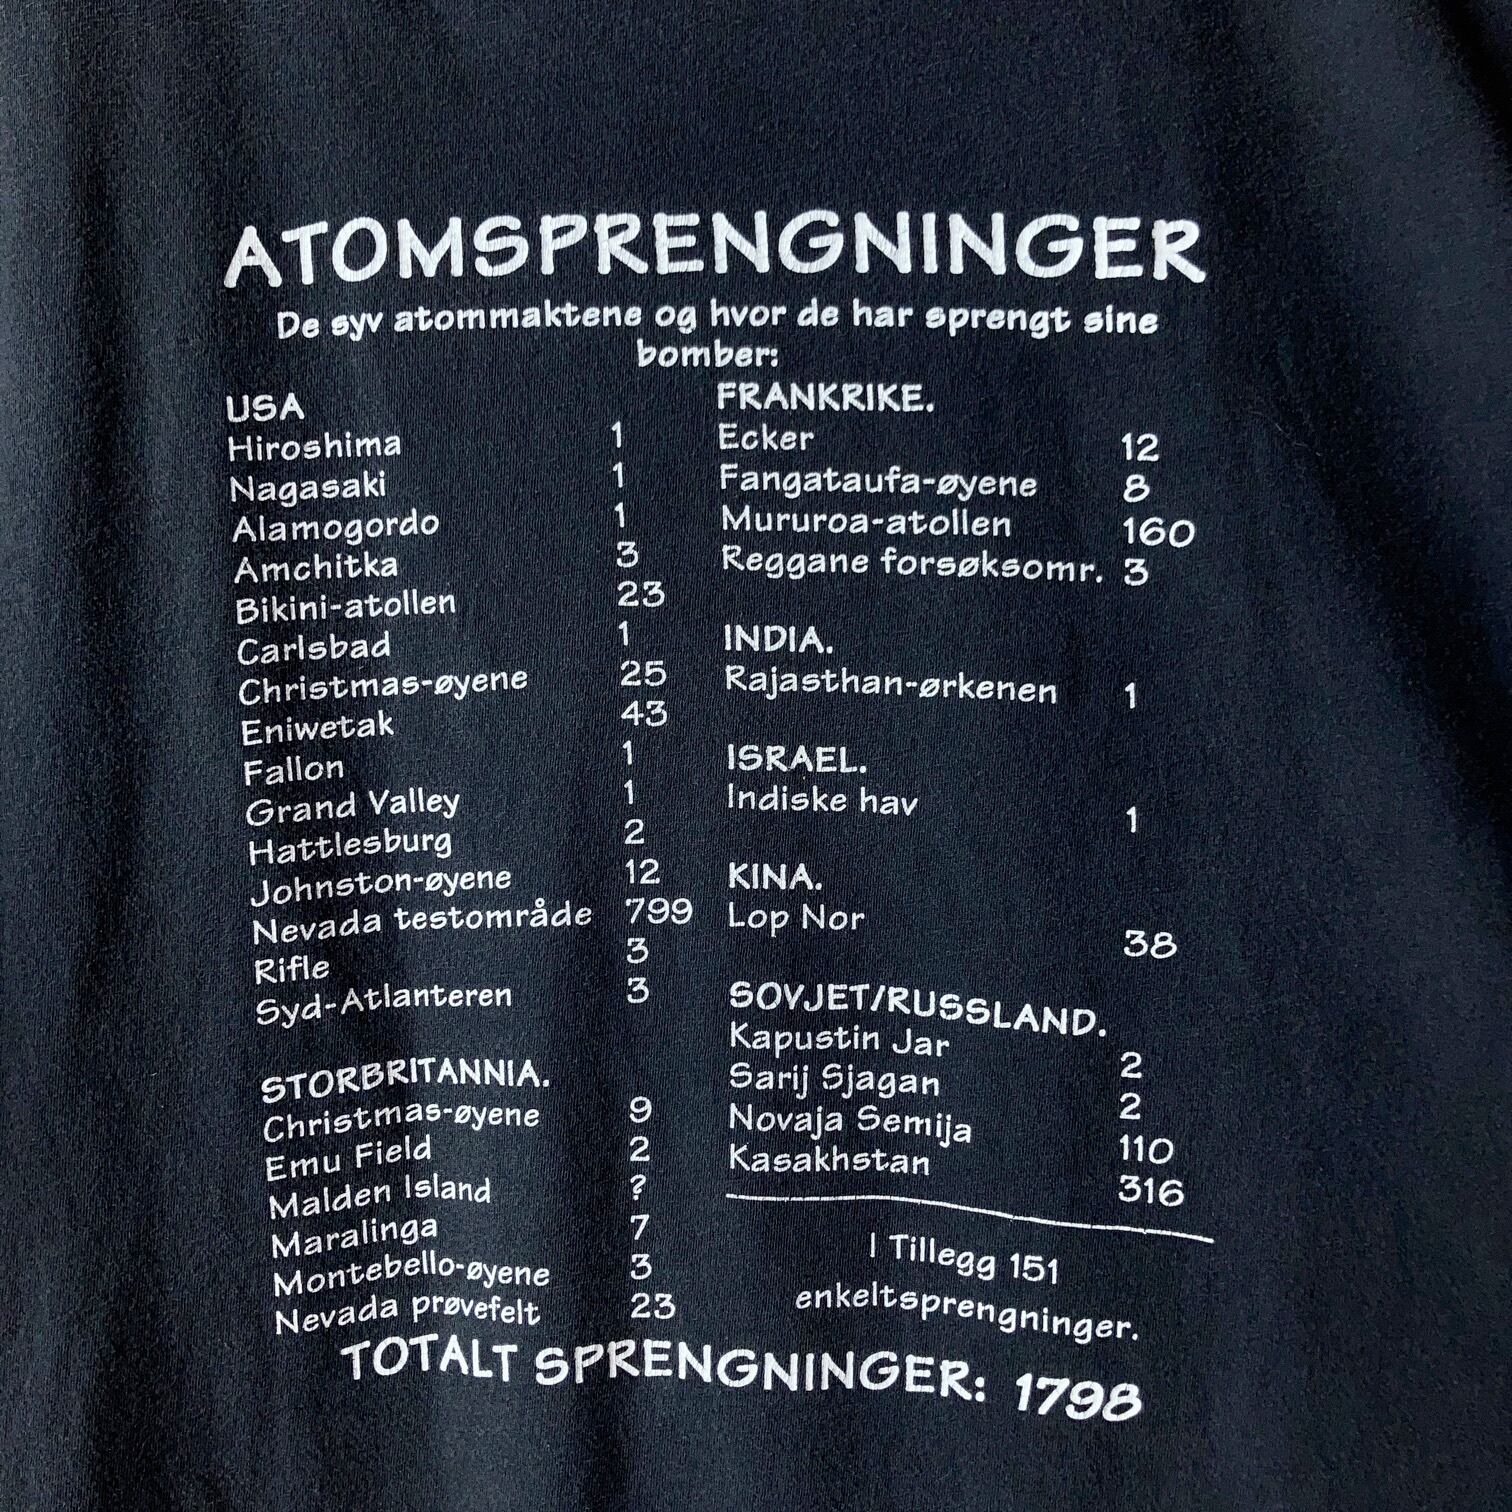 ATOMSPRENGNINGER
De syv atommaktene og hvor de har sprengt sine
bomber:
USA
Hiroshima 1
Nagasaki 1
Alamogordo 1
Amchitka 3
Bikini-atollen 23
Carlsbad 1
Christmas-øyene 25
Eniwetak 43
Fallon 1
Grand Valley 1
Hattlesburg 2
Johnston-øyene 12
Nevada testområde 799
Rifle 3
Syd-Atlanteren 3
STORBRITANNIA.
Christmas-øyene 9
Emu Field 2
Malden Island ?
Maralinga 7
Montebello-øyene 3
Nevada prøvefelt 23
FRANKRIKE.
Ecker 12
Fangataufa-øyene 8
Mururoa-atollen 160
Reggane forsøksomr. 3
INDIA.
Rajasthan-ørkenen 1
ISRAEL.
Indiske hav 1
KINA.
Lop Nor 38
SOVJET/RUSSLAND.
Kapustin Jar 2
Sarij Sjagan 2
Novaja Semija 110
Kasakhstan 316
I Tillegg 151
enkeltsprengninger.
TOTALT SPRENGNINGER: 1798